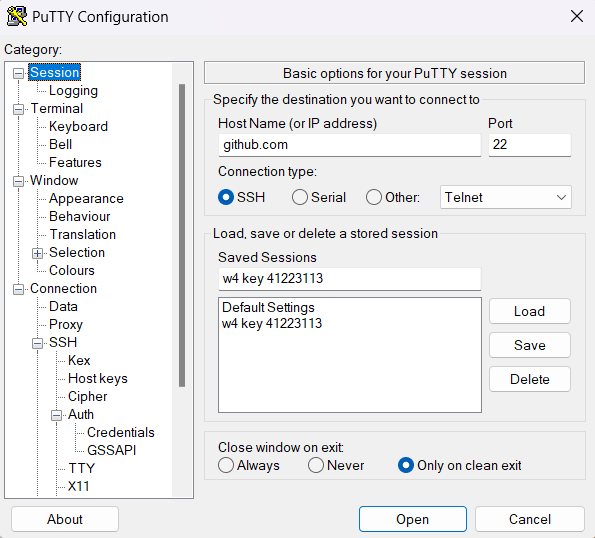 PuTTY Configuration
Category:
Session
Logging
Terminal
Keyboard
Bell
Features
Window
Appearance
Behaviour
Translation
Selection
Colours
Connection
Data
Proxy
SSH
Kex
Host keys
Cipher
Auth
Credentials
GSSAPI
TTY
X11
Basic options for your PuTTY session
Specify the destination you want to connect to
Host Name (or IP address) Port
github.com 22
Connection type:
SSH Serial Other: Telnet
Load, save or delete a stored session
Saved Sessions
w4 key 41223113
Default Settings
w4 key 41223113
Load
Save
Delete
Close window on exit:
Always Never Only on clean exit
About Open Cancel